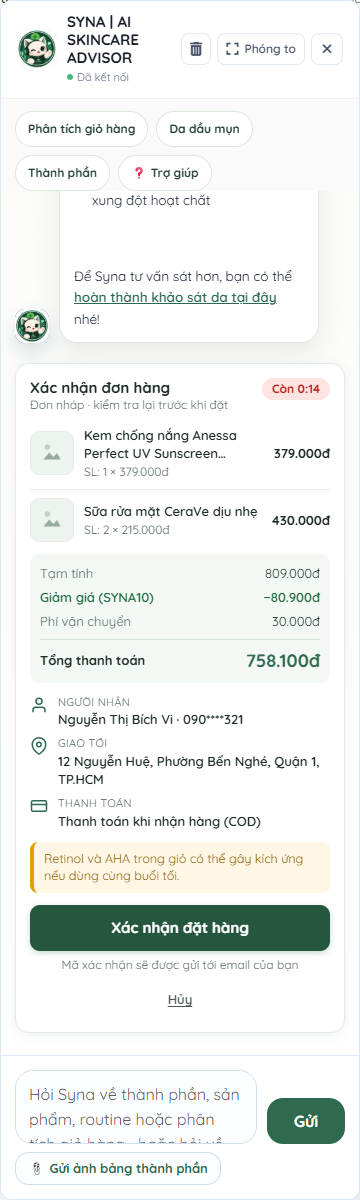 SYNA | AI
SKINCARE
ADVISOR
Đã kết nối
Phóng to
Phân tích giỏ hàng
Da dầu mụn
Thành phần
❓ Trợ giúp
xung đột hoạt chất
Để Syna tư vấn sát hơn, bạn có thể
hoàn thành khảo sát da tại đây
nhé!
Xác nhận đơn hàng
Còn 0:14
Đơn nháp · kiểm tra lại trước khi đặt
Kem chống nắng Anessa
Perfect UV Sunscreen…
379.000đ
SL: 1 × 379.000đ
Sữa rửa mặt CeraVe dịu nhẹ
430.000đ
SL: 2 × 215.000đ
Tạm tính 809.000đ
Giảm giá (SYNA10) −80.900đ
Phí vận chuyển 30.000đ
Tổng thanh toán 758.100đ
NGƯỜI NHẬN
Nguyễn Thị Bích Vi · 090****321
GIAO TỚI
12 Nguyễn Huệ, Phường Bến Nghé, Quận 1,
TP.HCM
THANH TOÁN
Thanh toán khi nhận hàng (COD)
Retinol và AHA trong giỏ có thể gây kích ứng
nếu dùng cùng buổi tối.
Xác nhận đặt hàng
Mã xác nhận sẽ được gửi tới email của bạn
Hủy
Hỏi Syna về thành phần, sản
phẩm, routine hoặc phân
tích giỏ hàng, hoặc hỏi về
Gửi
Gửi ảnh bảng thành phần